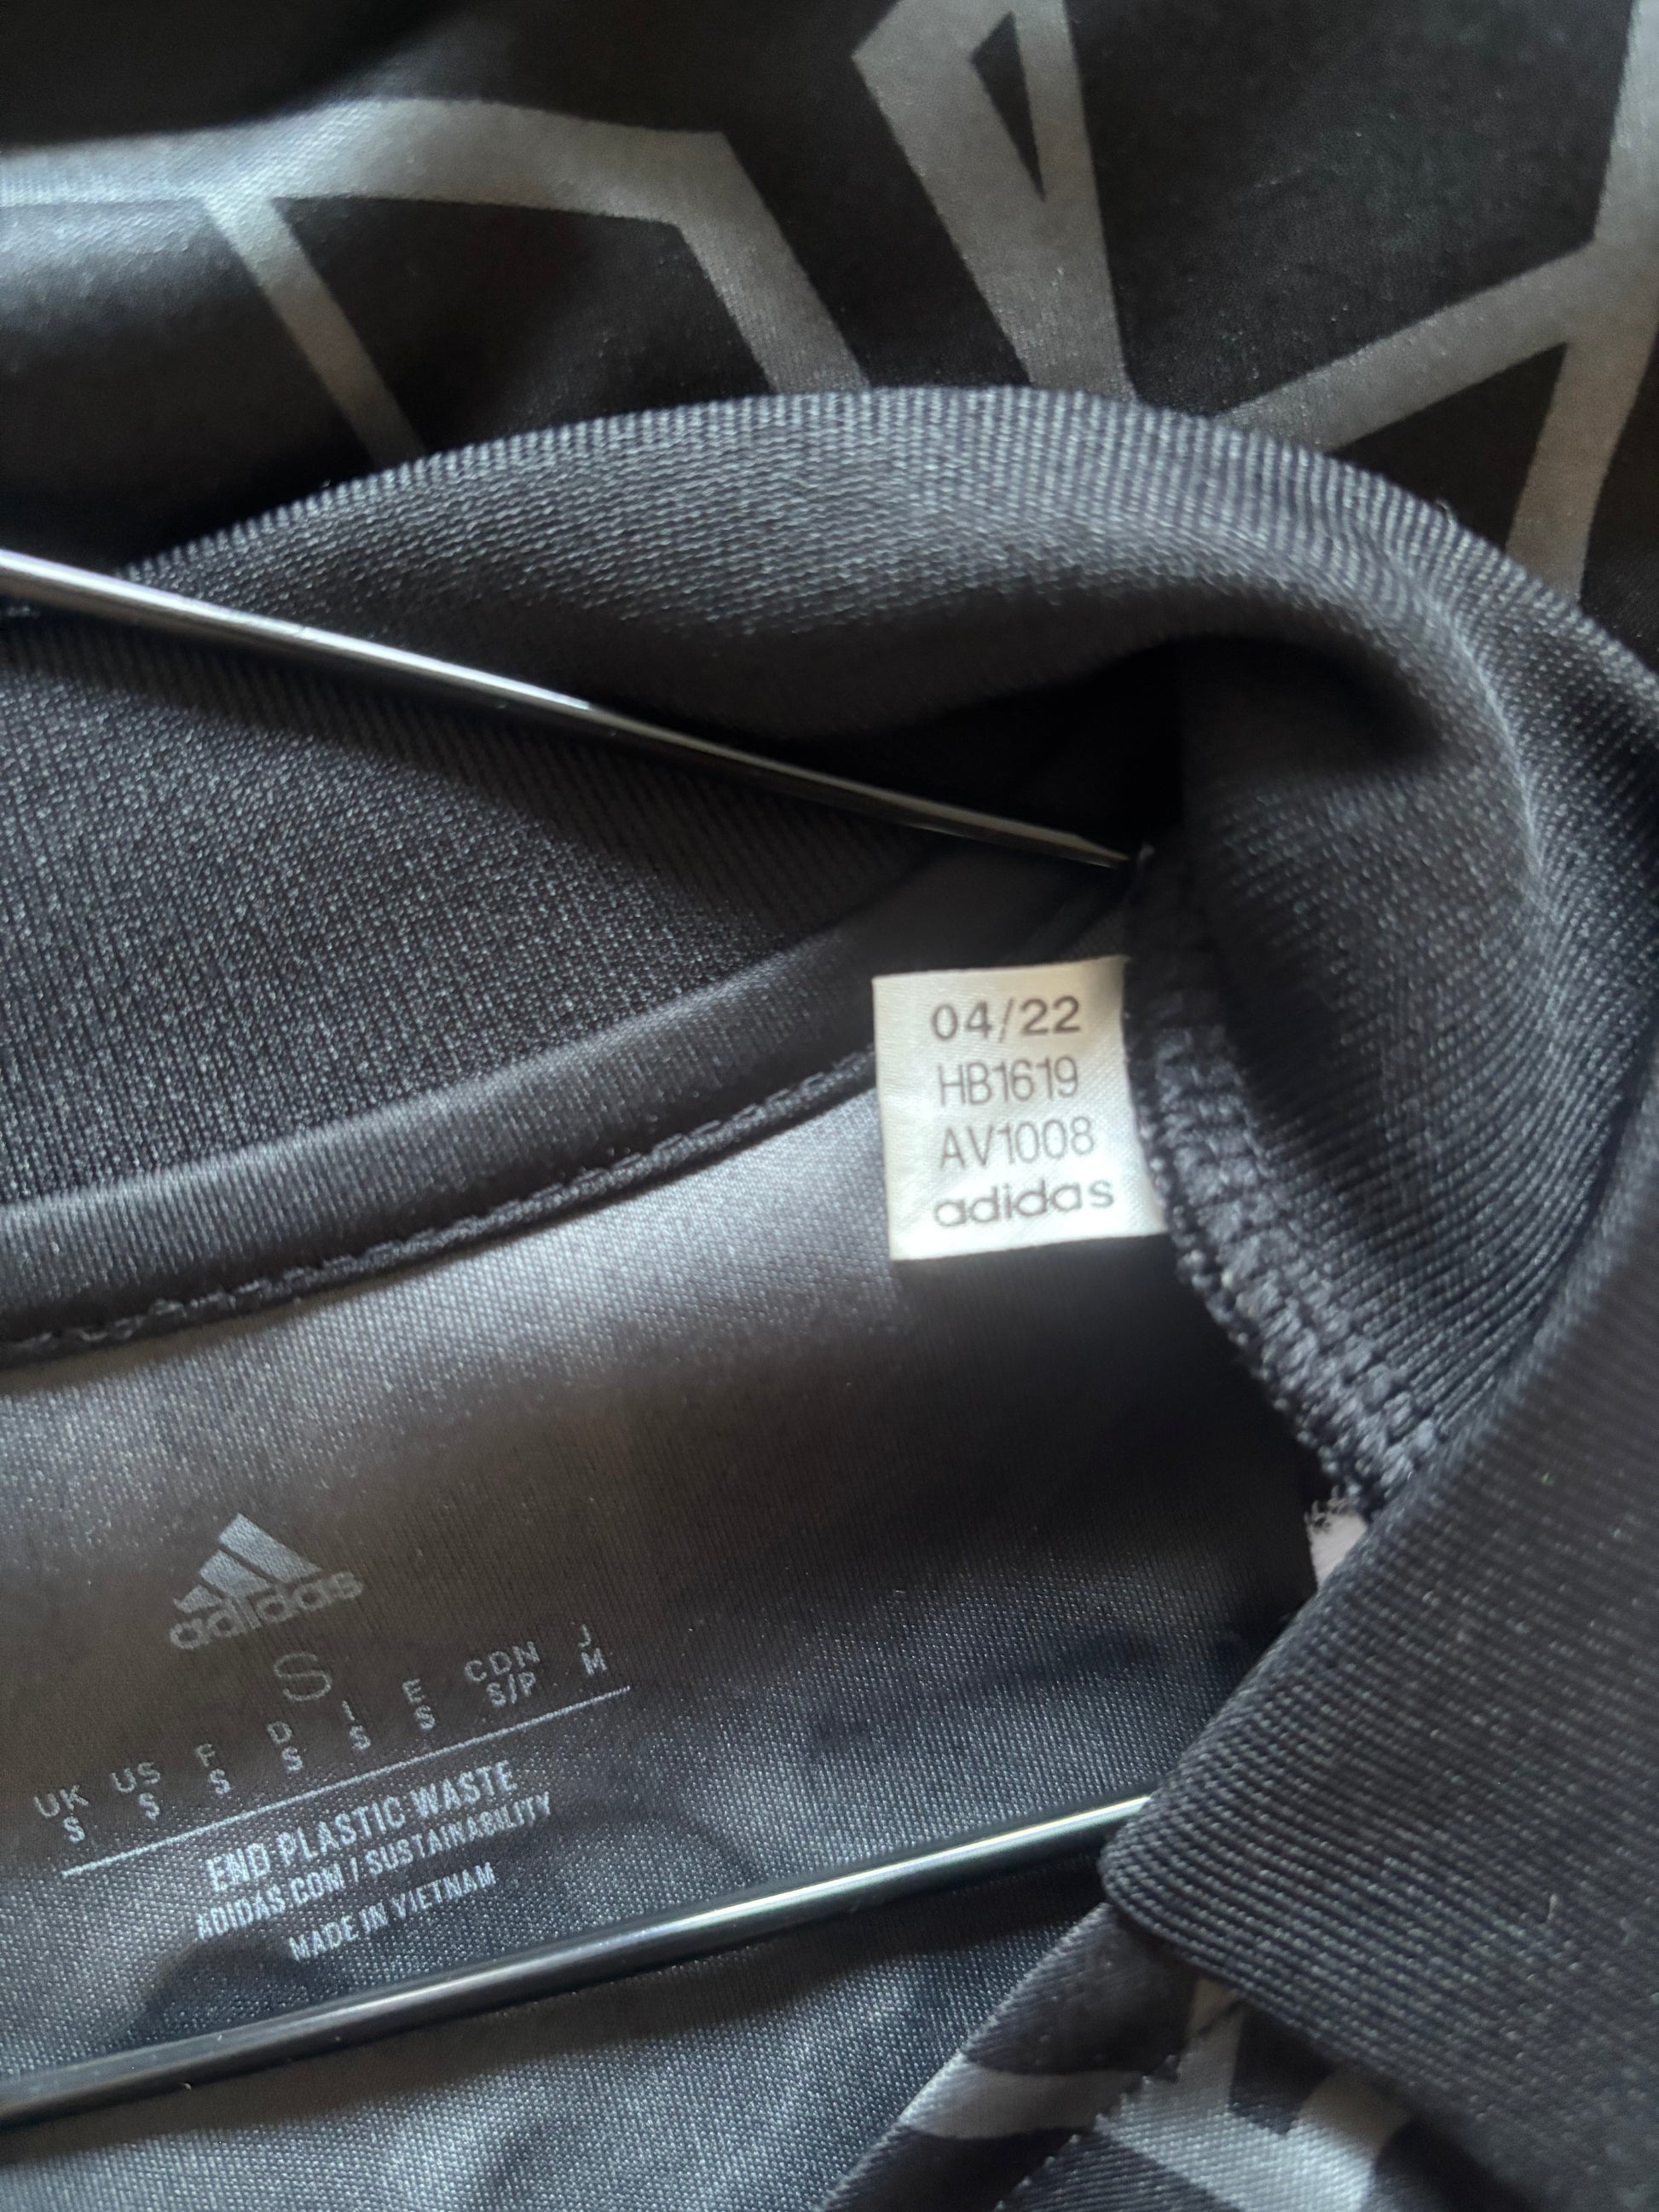 04/22
HB1619
AV1008
adidas
adidas
S
UK US F D I E CDN J
S S S S S S S/P M
END PLASTIC WASTE
ADIDAS.COM / SUSTAINABILITY
MADE IN VIETNAM